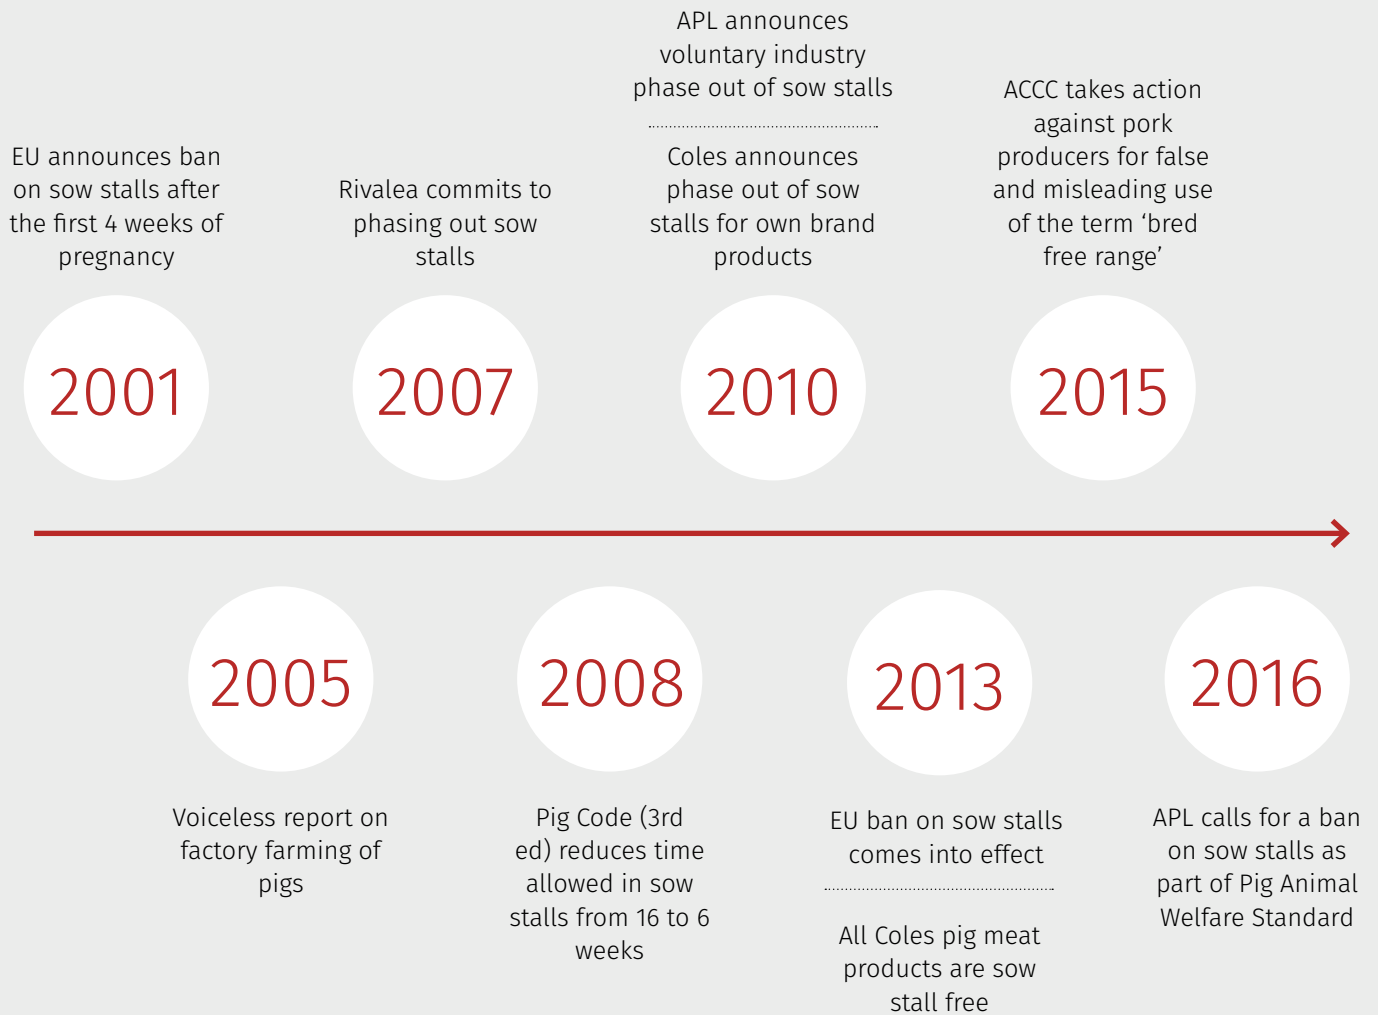 EU announces ban
on sow stalls after
the first 4 weeks of
pregnancy
2001
Voiceless report on
factory farming of
pigs
2005
Rivalea commits to
phasing out sow
stalls
2007
Pig Code (3rd
ed) reduces time
allowed in sow
stalls from 16 to 6
weeks
2008
APL announces
voluntary industry
phase out of sow stalls
Coles announces
phase out of sow
stalls for own brand
products
2010
2013
EU ban on sow stalls
comes into effect
All Coles pig meat
products are sow
stall free
ACCC takes action
against pork
producers for false
and misleading use
of the term ‘bred
free range’
2015
2016
APL calls for a ban
on sow stalls as
part of Pig Animal
Welfare Standard